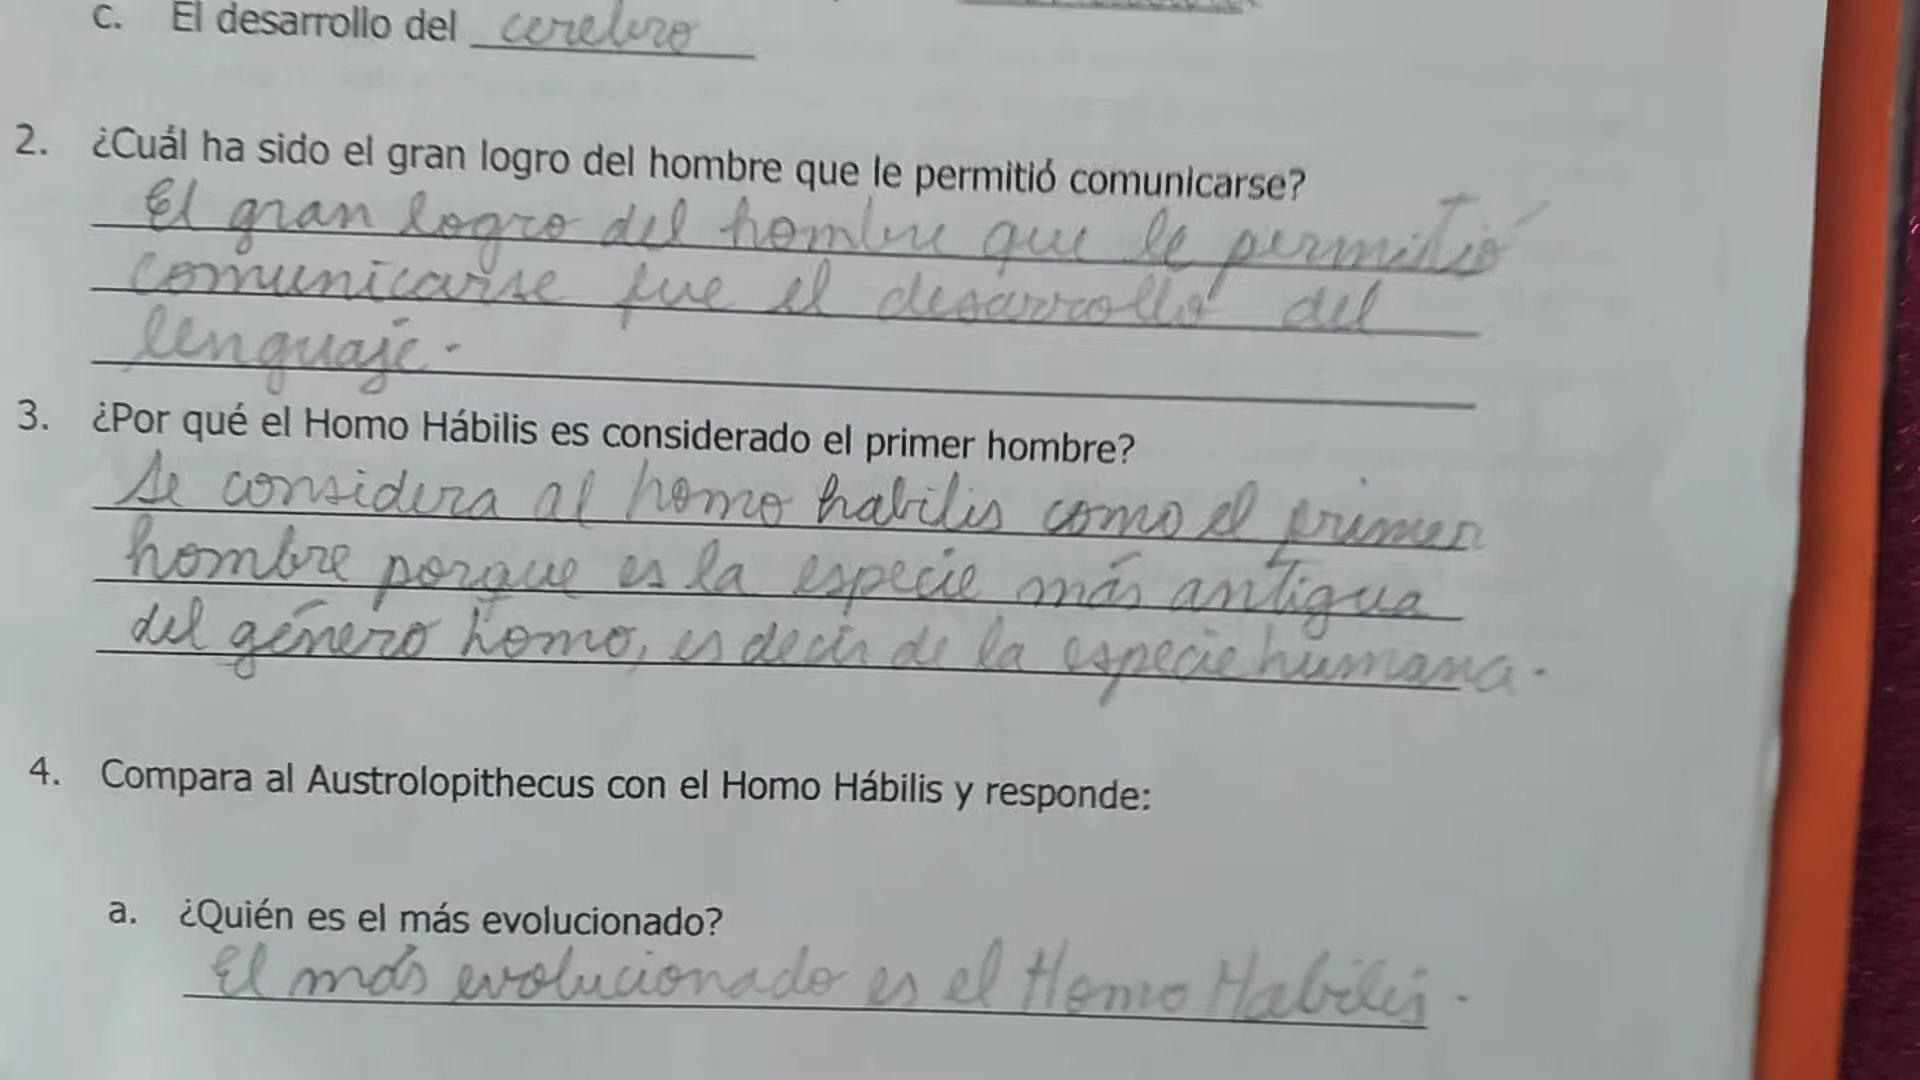 c. El desarrollo del cerebro
2. ¿Cuál ha sido el gran logro del hombre que le permitió comunicarse?
El gran logro del hombre que le permitió
comunicarse fue el desarrollo del
lenguaje.
3. ¿Por qué el Homo Hábilis es considerado el primer hombre?
Se considera al homo habilis como el primer
hombre porque es la especie más antigua
del género homo, es decir de la especie humana.
4. Compara al Austrolopithecus con el Homo Hábilis y responde:
a. ¿Quién es el más evolucionado?
El más evolucionado es el Homo Habilis.